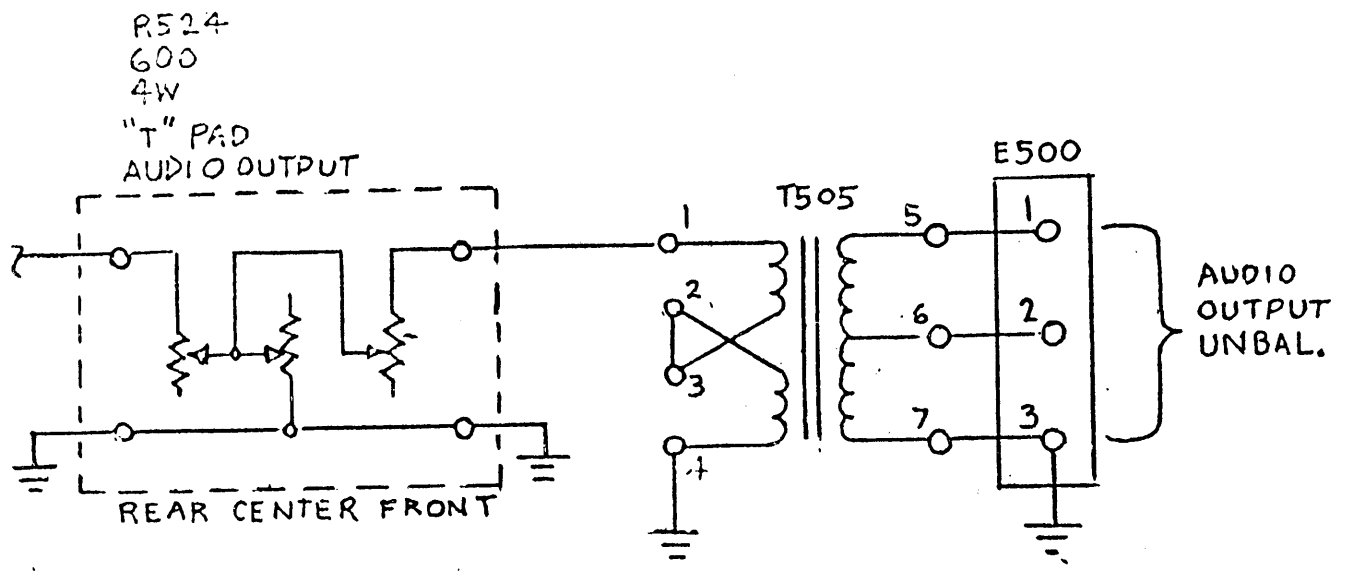 R524
600
4W
"T" PAD
AUDIO OUTPUT
REAR CENTER FRONT
1
2
3
4
T505
5
6
7
E500
1
2
3
AUDIO
OUTPUT
UNBAL.